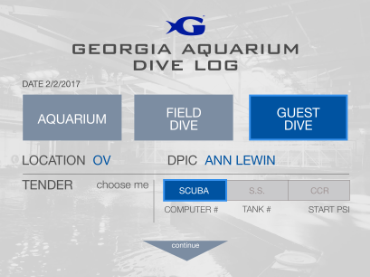 G
GEORGIA AQUARIUM
DIVE LOG
DATE 2/2/2017
AQUARIUM
FIELD DIVE
GUEST DIVE
LOCATION OV DPIC ANN LEWIN
TENDER choose me
SCUBA S.S. CCR
COMPUTER # TANK # START PSI
continue